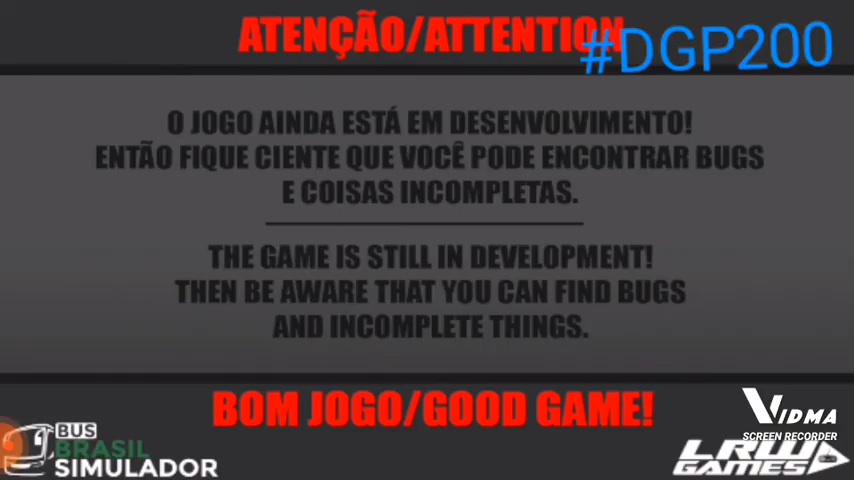 ATENÇÃO/ATTENTION
#DGP200
O JOGO AINDA ESTÁ EM DESENVOLVIMENTO!
ENTÃO FIQUE CIENTE QUE VOCÊ PODE ENCONTRAR BUGS
E COISAS INCOMPLETAS.
THE GAME IS STILL IN DEVELOPMENT!
THEN BE AWARE THAT YOU CAN FIND BUGS
AND INCOMPLETE THINGS.
BOM JOGO/GOOD GAME!
VIDMA
SCREEN RECORDER
BUS
BRASIL
SIMULADOR
LRW
GAMES